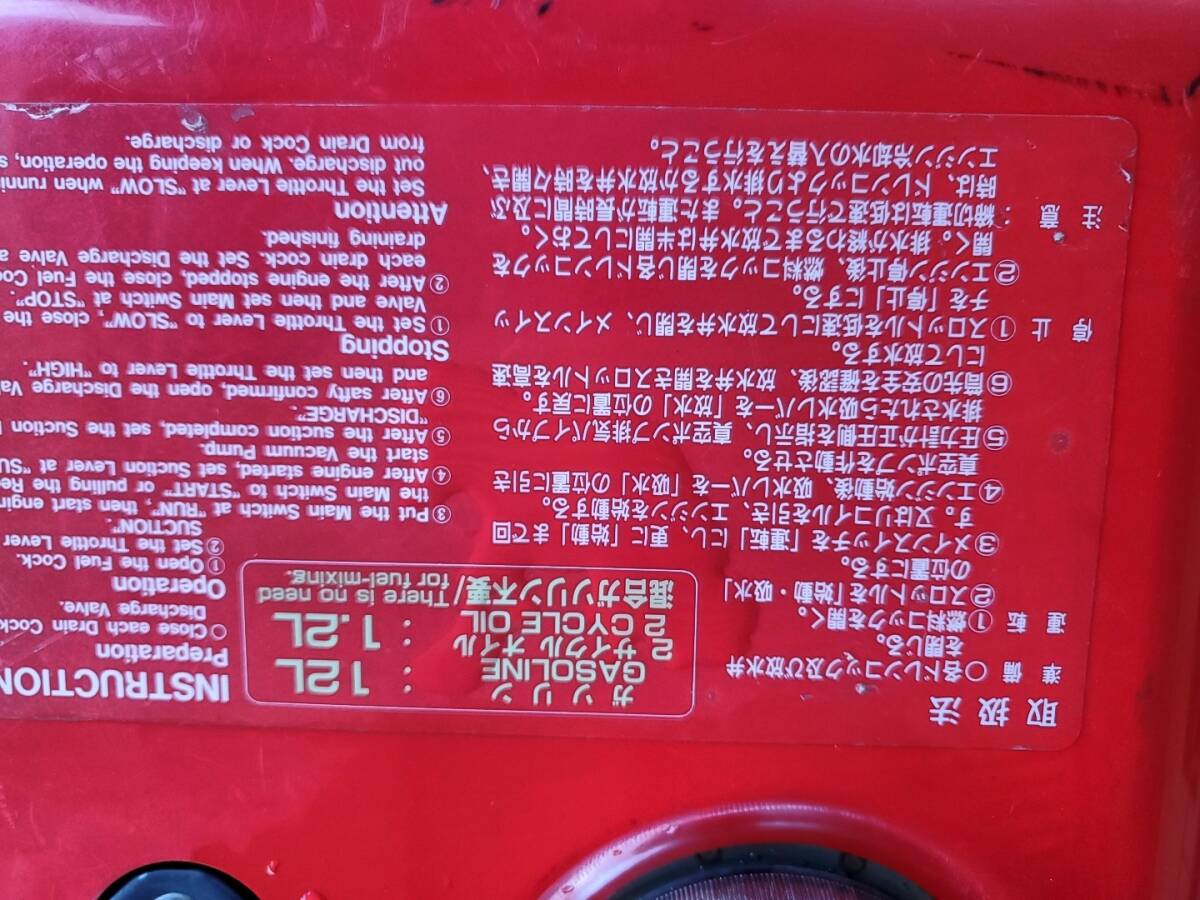 取扱法
準備 ○各ドレンコック及び放水弁
を閉じる。
運転 ①燃料コックを開く。
②スロットルを「始動・吸水」
の位置にする。
③メインスイッチを「運転」にし、更に「始動」まで回
す。又はリコイルを引き、エンジンを始動する。
④エンジン始動後、吸水レバーを「吸水」の位置に引き
真空ポンプを作動させる。
⑤圧力計が正圧側を指示し、真空ポンプ排気パイプから
排水されたら吸水レバーを「放水」の位置に戻す。
⑥筒先の安全を確認後、放水弁を開きスロットルを高速
にして放水する。
停止 ①スロットルを低速にして放水弁を閉じ、メインスイッ
チを「停止」にする。
②エンジン停止後、燃料コックを閉じ各ドレンコックを
開く。排水が終わるまで放水弁は半開にしておく。
注意:締切運転は低速で行うこと。また運転が長時間に及ぶ
時は、ドレンコックより排水するか放水弁を時々開き、
エンジン冷却水の入替えを行うこと。
ガソリン
GASOLINE : 12L
2サイクルオイル
2 CYCLE OIL : 1.2L
混合ガソリン不要/There is no need
for fuel-mixing.
INSTRUCTION
Preparation
○ Close each Drain Cock
Discharge Valve.
Operation
① Open the Fuel Cock.
② Set the Throttle Lever
SUCTION".
③ Put the Main Switch at "RUN", then start engin
the Main Switch to "START" or pulling the Re
④ After engine started, set Suction Lever at "SU
start the Vacuum Pump.
⑤ After the suction completed, set the Suction
"DISCHARGE".
⑥ After safty confirmed, open the Discharge Va
and then set the Throttle Lever to "HIGH".
Stopping
① Set the Throttle Lever to "SLOW", close the
Valve and then set Main Switch at "STOP".
② After the engine stopped, close the Fuel Co
each drain cock. Set the Discharge Valve a
draining finished.
Attention
Set the Throttle Lever at "SLOW" when runni
out discharge. When keeping the operation, s
from Drain Cock or discharge.